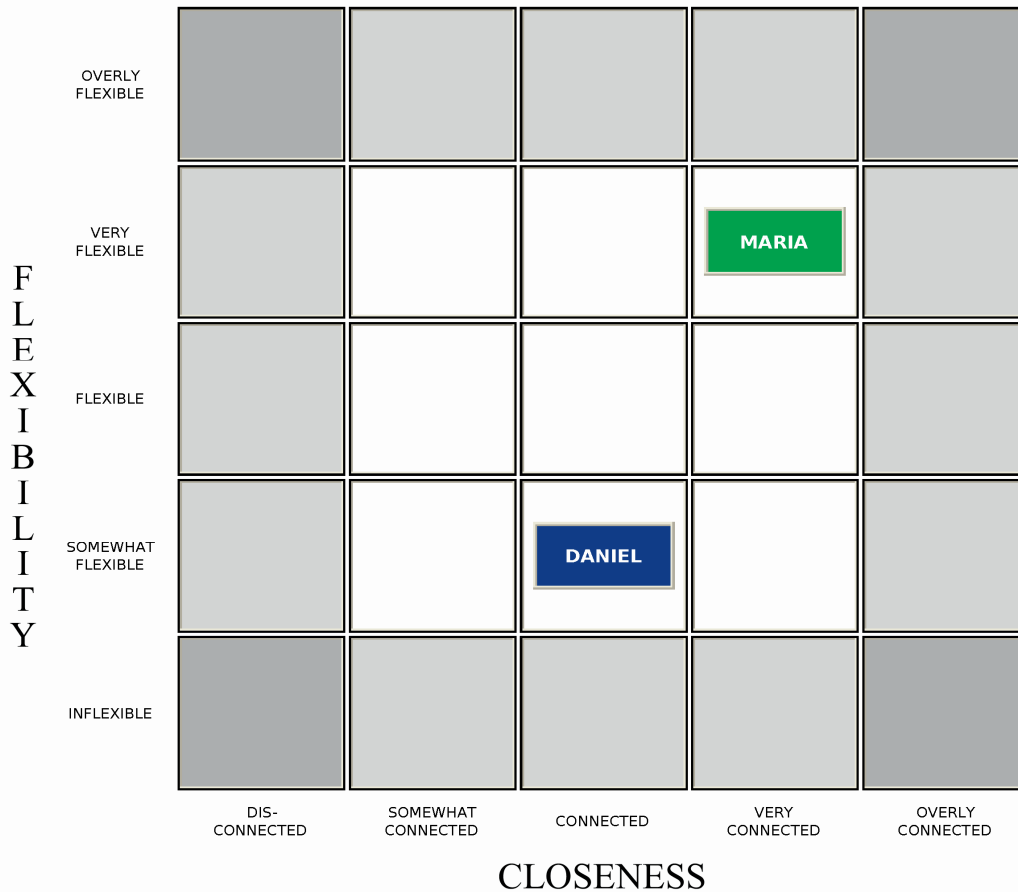 OVERLY
FLEXIBLE
VERY
FLEXIBLE
MARIA
FLEXIBILITY
FLEXIBLE
SOMEWHAT
FLEXIBLE
DANIEL
INFLEXIBLE
DIS-
CONNECTED
SOMEWHAT
CONNECTED
CONNECTED
VERY
CONNECTED
OVERLY
CONNECTED
CLOSENESS